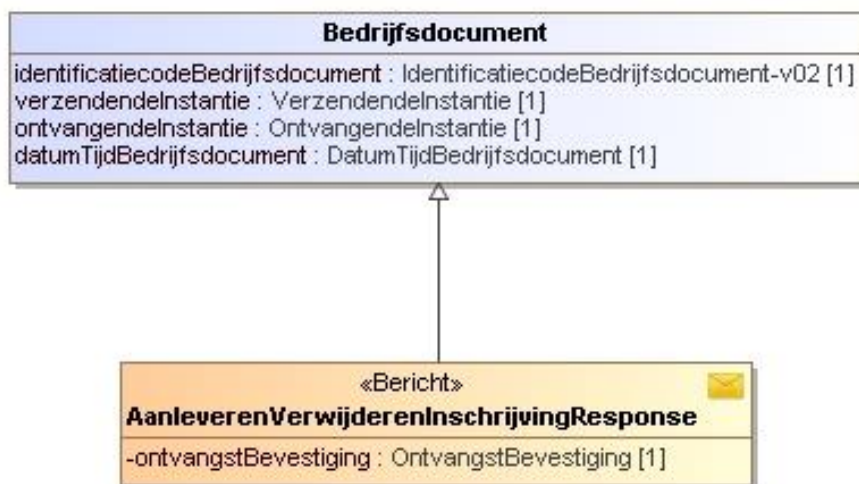 Bedrijfsdocument
identificatiecodeBedrijfsdocument : IdentificatiecodeBedrijfsdocument-v02 [1]
verzendendeInstantie : VerzendendeInstantie [1]
ontvangendeInstantie : OntvangendeInstantie [1]
datumTijdBedrijfsdocument : DatumTijdBedrijfsdocument [1]
«Bericht»
AanleverenVerwijderenInschrijvingResponse
-ontvangstBevestiging : OntvangstBevestiging [1]